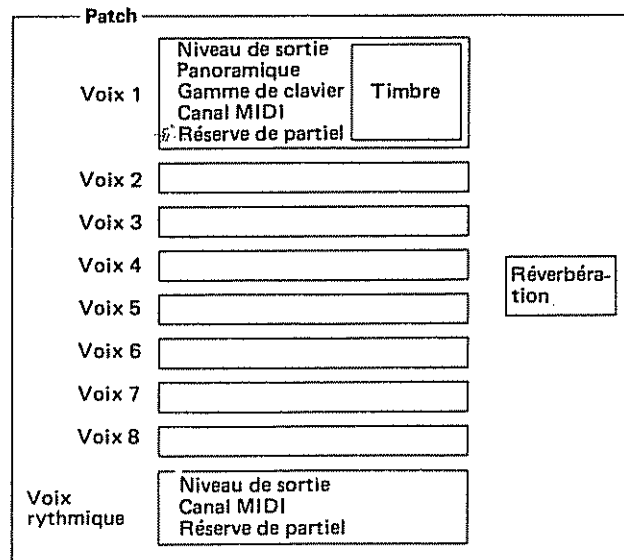 Patch
Voix 1
Niveau de sortie
Panoramique
Gamme de clavier
Canal MIDI
Réserve de partiel
Timbre
Voix 2
Voix 3
Voix 4
Voix 5
Voix 6
Voix 7
Voix 8
Réverbéra-
tion
Voix
rythmique
Niveau de sortie
Canal MIDI
Réserve de partiel